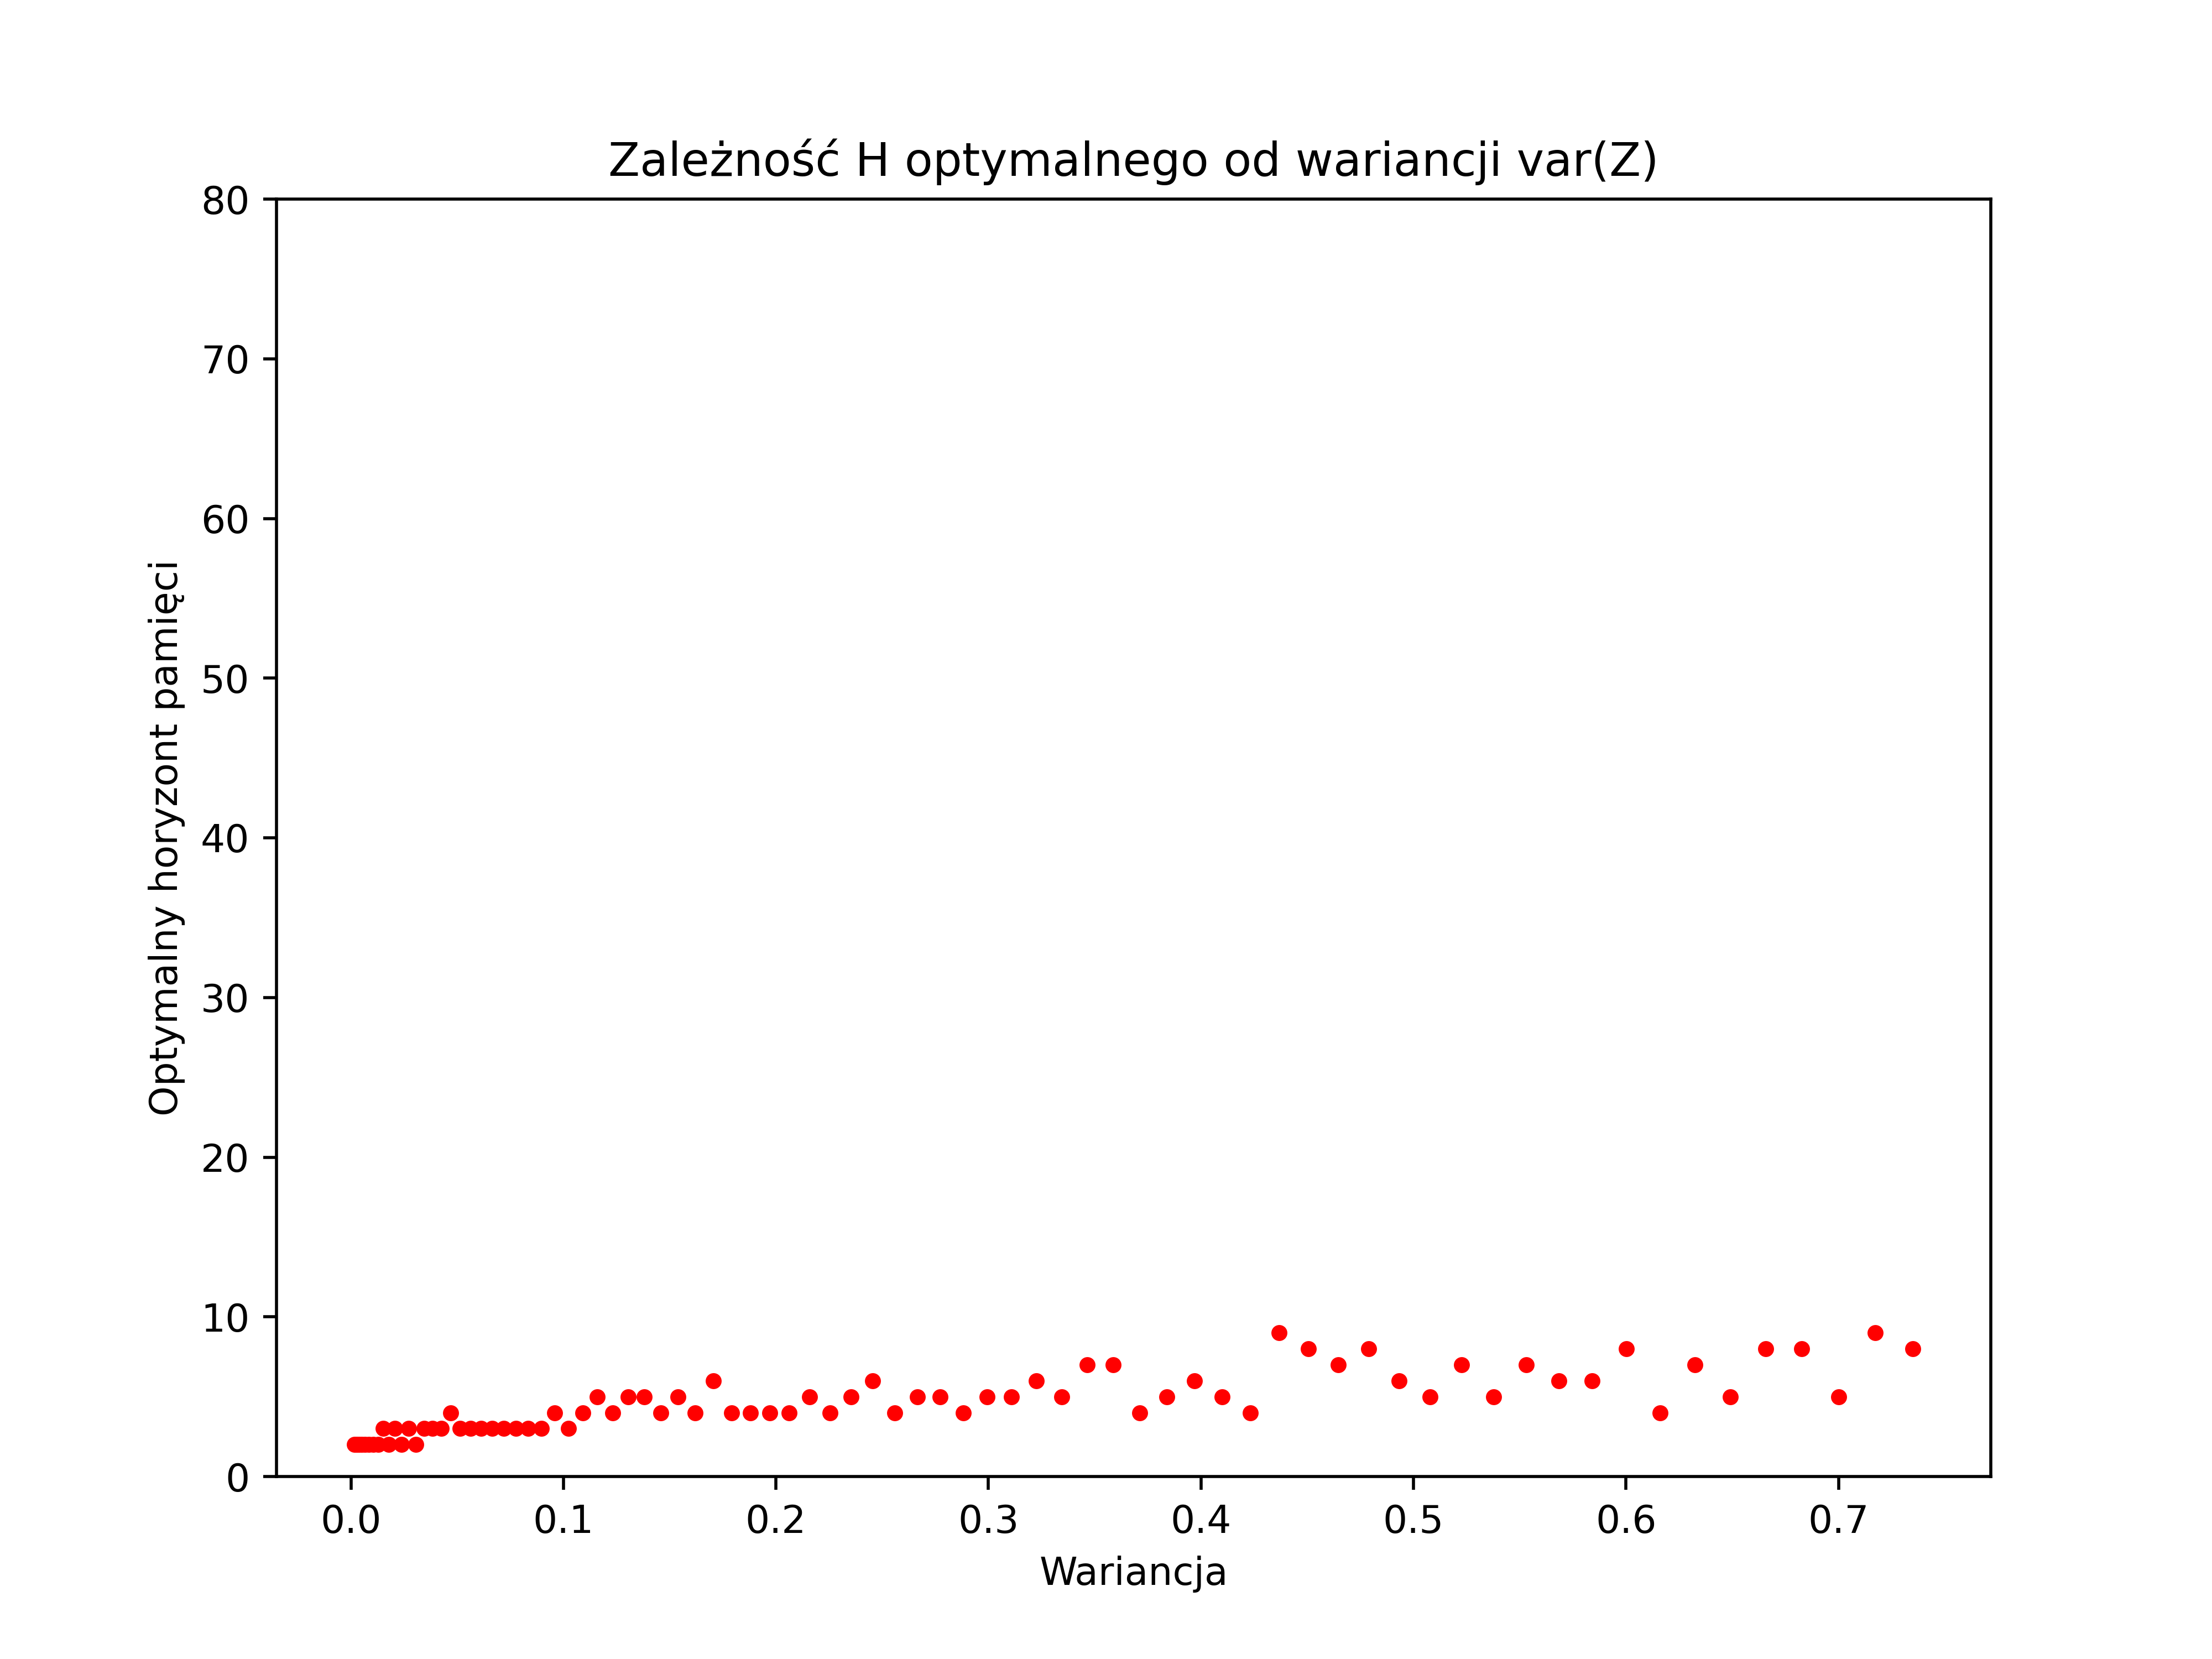 Zależność H optymalnego od wariancji var(Z)
80
70
60
50
40
30
20
10
0
Optymalny horyzont pamięci
0.0 0.1 0.2 0.3 0.4 0.5 0.6 0.7
Wariancja